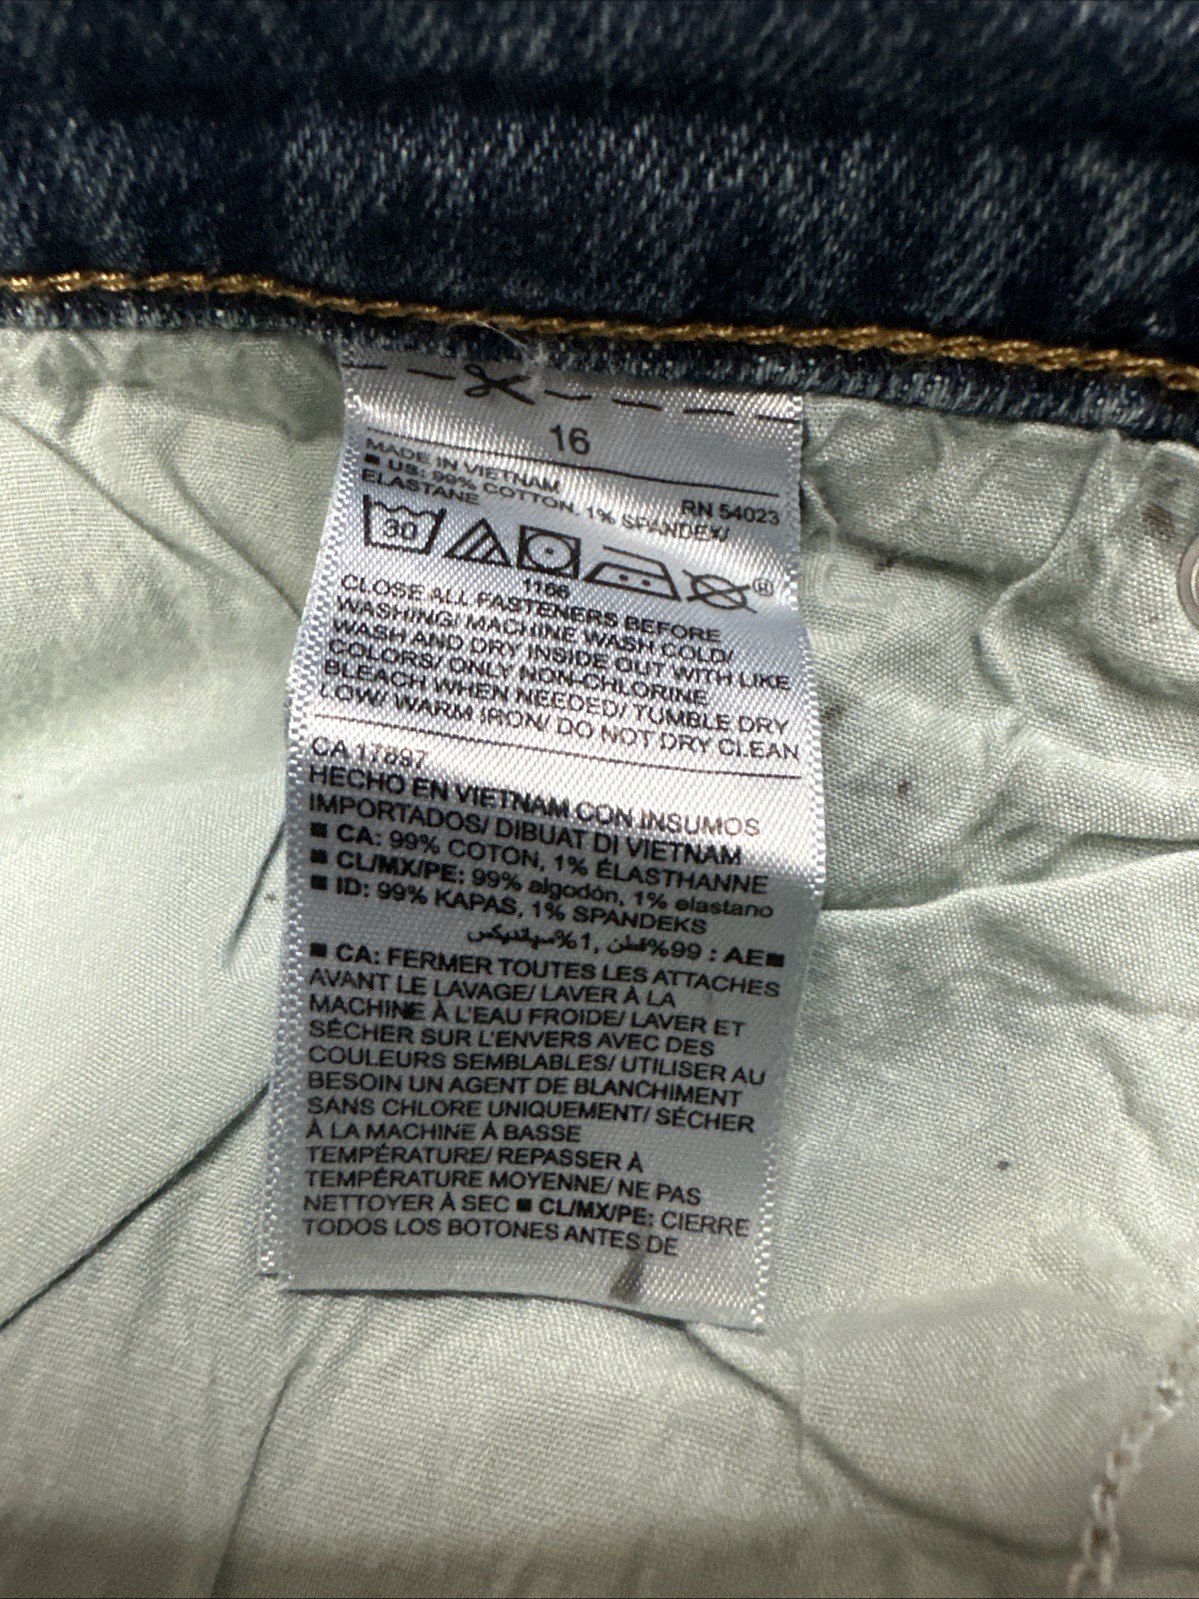 16
MADE IN VIETNAM RN 54023
■ US: 99% COTTON, 1% SPANDEX/
ELASTANE
30
1166 ®
CLOSE ALL FASTENERS BEFORE
WASHING/ MACHINE WASH COLD/
WASH AND DRY INSIDE OUT WITH LIKE
COLORS/ ONLY NON-CHLORINE
BLEACH WHEN NEEDED/ TUMBLE DRY
LOW/ WARM IRON/ DO NOT DRY CLEAN
CA 17897
HECHO EN VIETNAM CON INSUMOS
IMPORTADOS/ DIBUAT DI VIETNAM
■ CA: 99% COTON, 1% ÉLASTHANNE
■ CL/MX/PE: 99% algodón, 1% elastano
■ ID: 99% KAPAS, 1% SPANDEKS
■AE : 99% قطن, 1% سباندیکس
■ CA: FERMER TOUTES LES ATTACHES
AVANT LE LAVAGE/ LAVER À LA
MACHINE À L'EAU FROIDE/ LAVER ET
SÉCHER SUR L'ENVERS AVEC DES
COULEURS SEMBLABLES/ UTILISER AU
BESOIN UN AGENT DE BLANCHIMENT
SANS CHLORE UNIQUEMENT/ SÉCHER
À LA MACHINE À BASSE
TEMPÉRATURE/ REPASSER À
TEMPÉRATURE MOYENNE/ NE PAS
NETTOYER À SEC ■ CL/MX/PE: CIERRE
TODOS LOS BOTONES ANTES DE